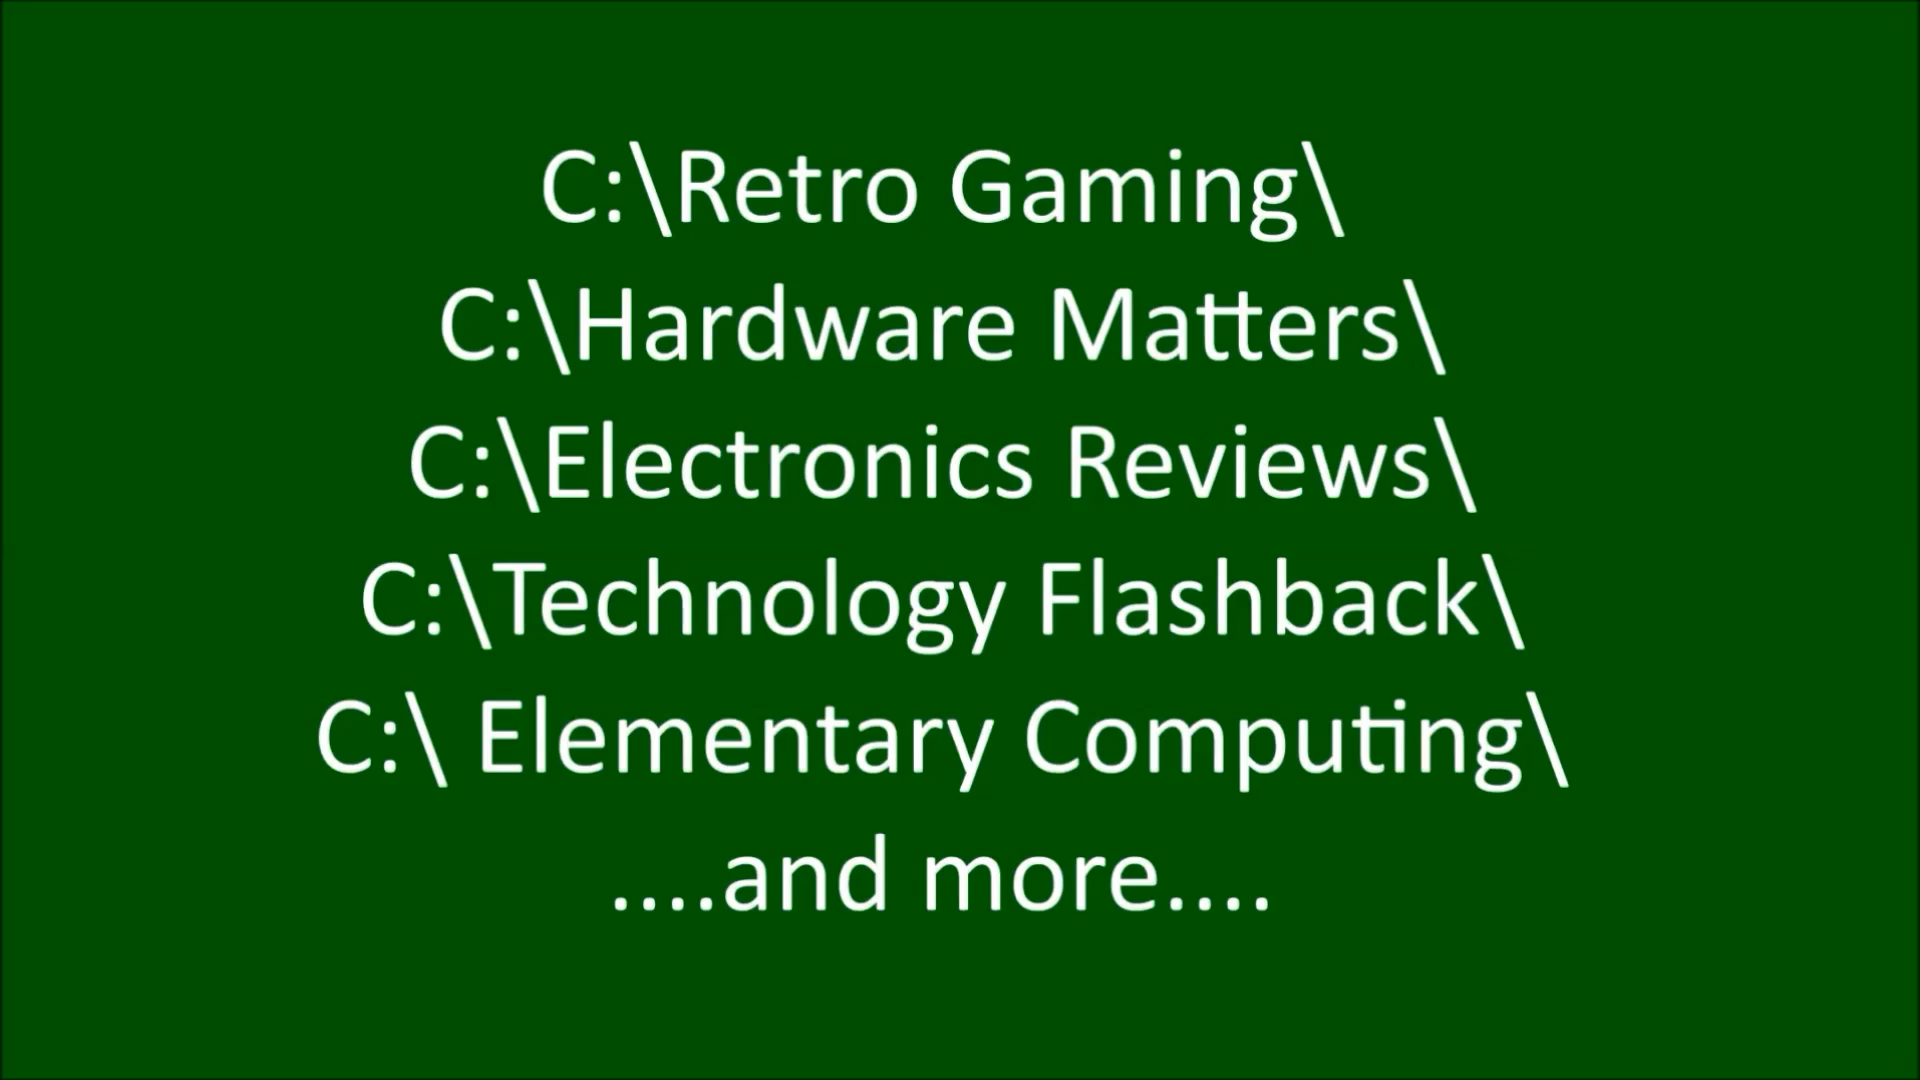 C:\Retro Gaming\
C:\Hardware Matters\
C:\Electronics Reviews\
C:\Technology Flashback\
C:\ Elementary Computing\
....and more....